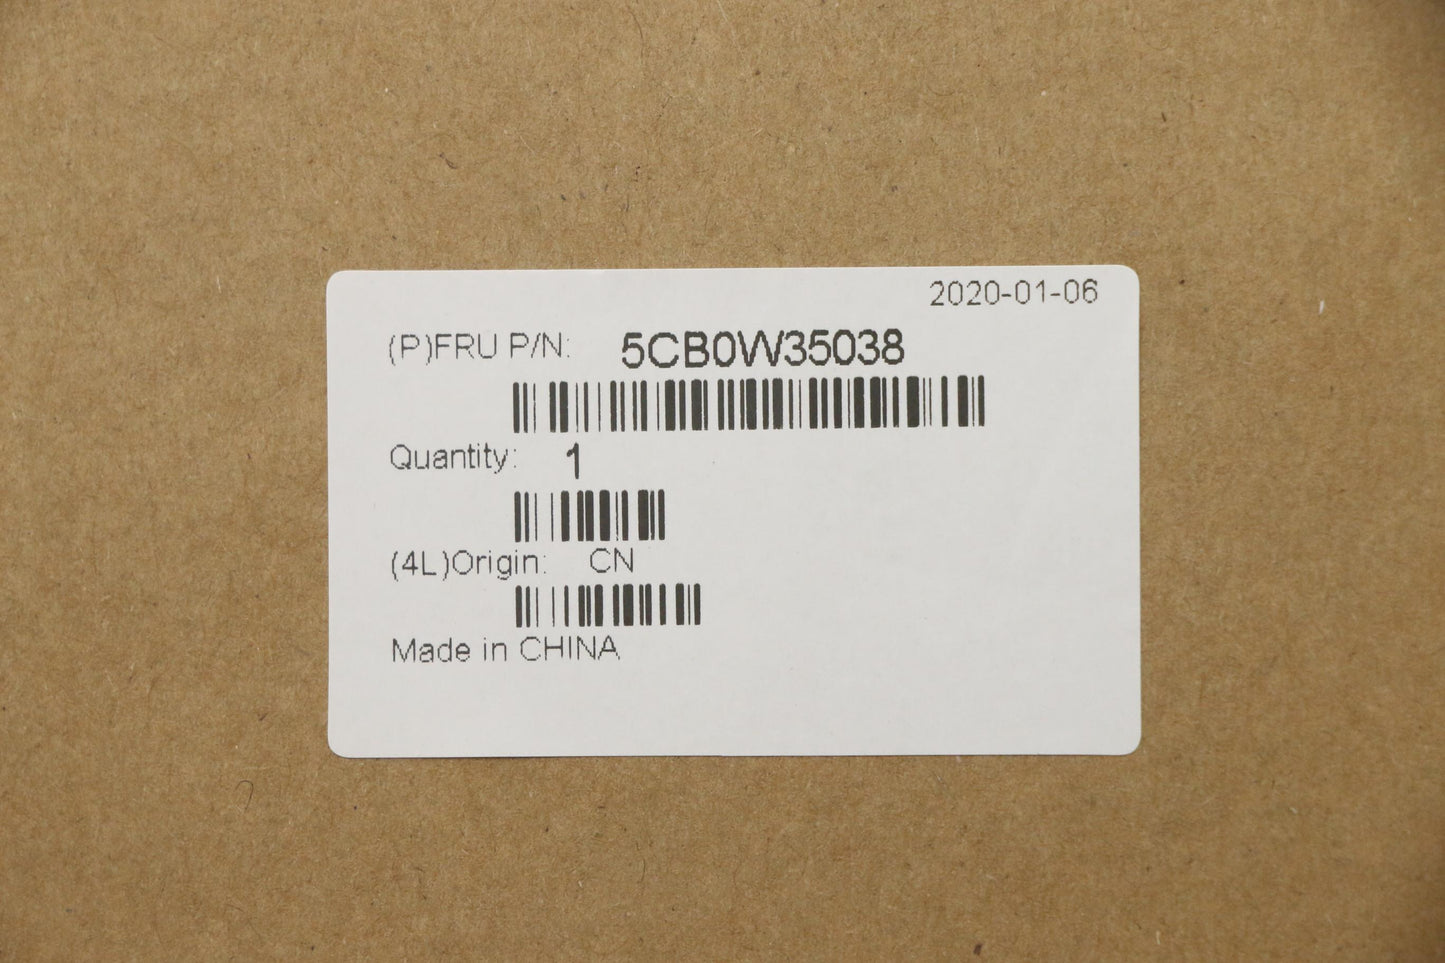 2020-01-06
(P)FRU P/N: 5CB0W35038
Quantity: 1
(4L)Origin: CN
Made in CHINA